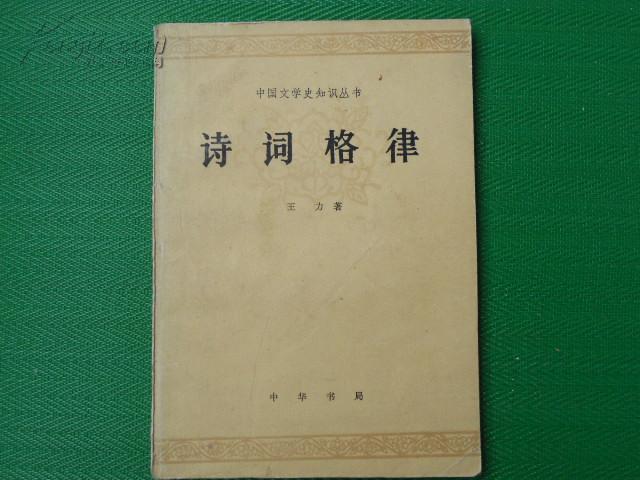 中国文学史知识丛书
诗词格律
王力著
中华书局